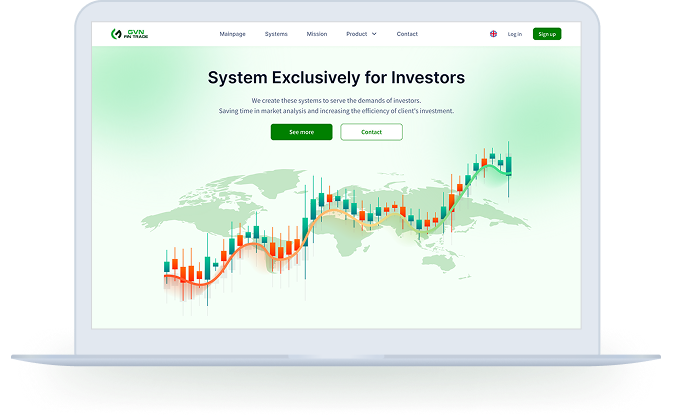 GVN
FIN TRADE
Mainpage Systems Mission Product Contact Log in Sign up
System Exclusively for Investors
We create these systems to serve the demands of investors.
Saving time in market analysis and increasing the efficiency of client's investment.
See more Contact